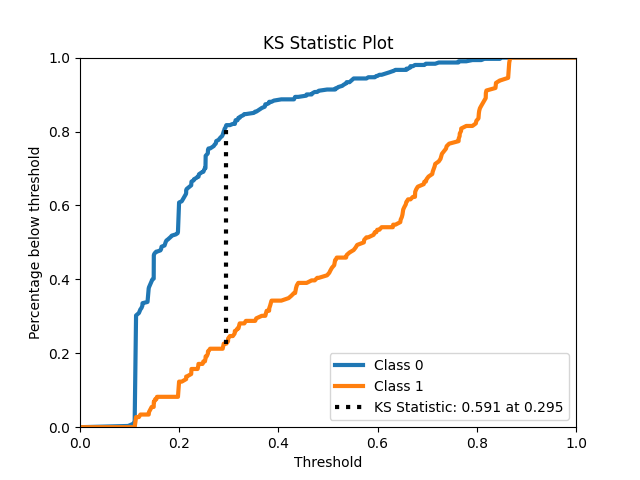 KS Statistic Plot
Percentage below threshold
1.0
0.8
0.6
0.4
0.2
0.0
0.0 0.2 0.4 0.6 0.8 1.0
Threshold
Class 0
Class 1
KS Statistic: 0.591 at 0.295